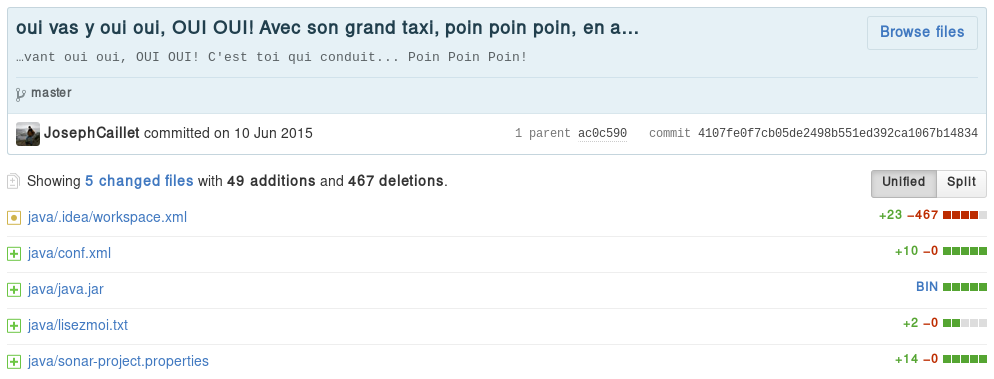 oui vas y oui oui, OUI OUI! Avec son grand taxi, poin poin poin, en a…
Browse files
…vant oui oui, OUI OUI! C'est toi qui conduit... Poin Poin Poin!
master
JosephCaillet committed on 10 Jun 2015
1 parent ac0c590 commit 4107fe0f7cb05de2498b551ed392ca1067b14834
Showing 5 changed files with 49 additions and 467 deletions.
Unified Split
java/.idea/workspace.xml +23 −467
java/conf.xml +10 −0
java/java.jar BIN
java/lisezmoi.txt +2 −0
java/sonar-project.properties +14 −0